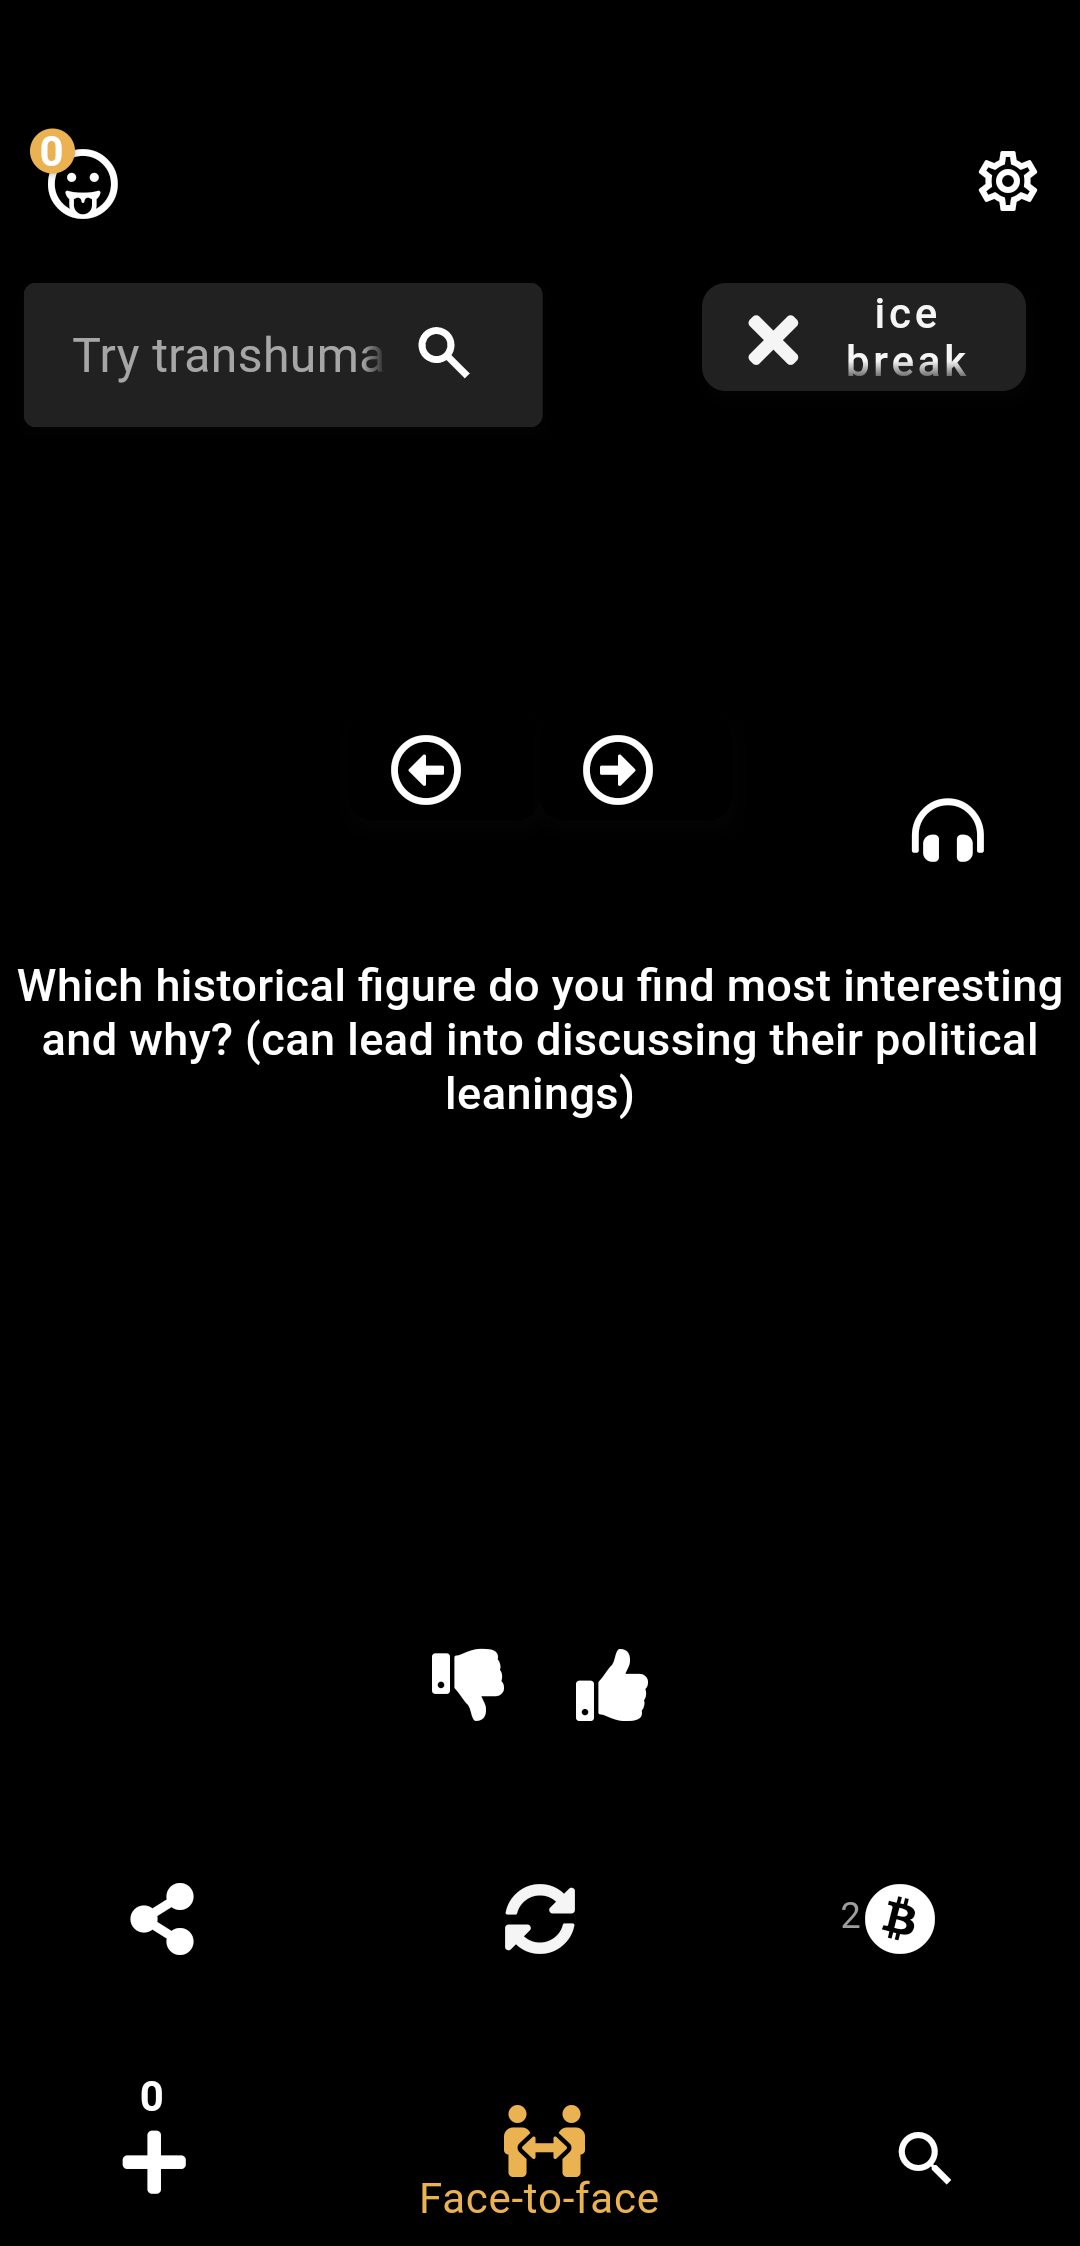 0
Try transhuma
ice
break
Which historical figure do you find most interesting
and why? (can lead into discussing their political
leanings)
2
0
Face-to-face